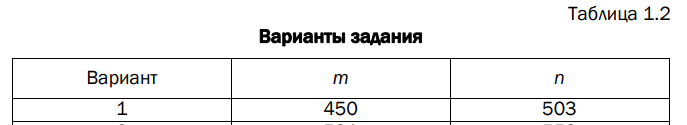 Таблица 1.2
Варианты задания
Вариант m n
1 450 503